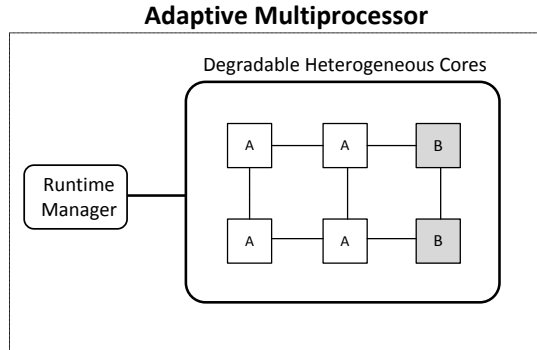 Adaptive Multiprocessor
Degradable Heterogeneous Cores
A A B
Runtime
Manager
A A B